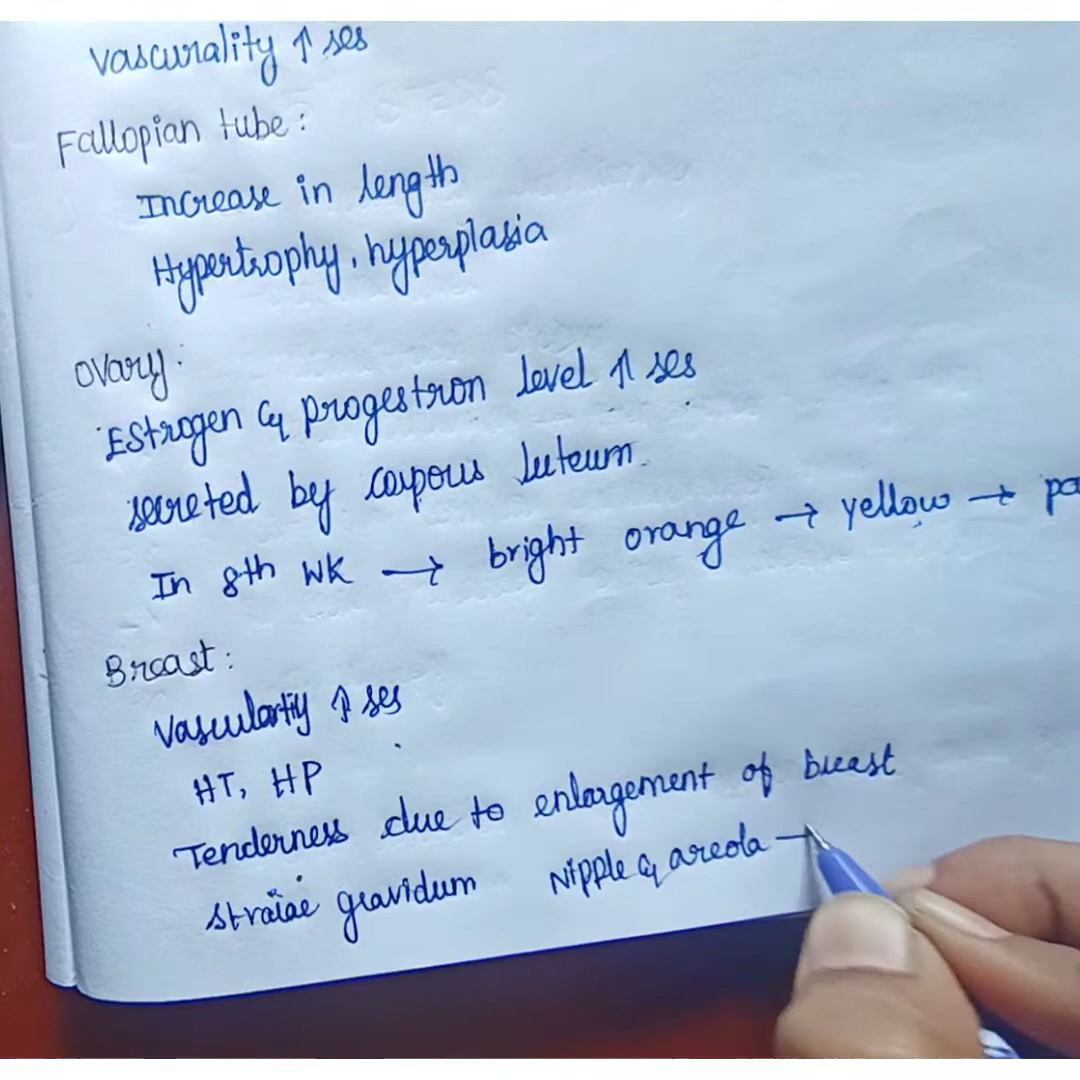 vascurality ↑ ses
Fallopian tube:
Increase in length
Hypertrophy, hyperplasia
Ovary:
Estrogen & progestron level ↑ ses
secreted by corpous luteum
In 8th wk → bright orange → yellow → pa
Breast:
Vasculartiy ↑ ses
HT, HP
Tenderness due to enlargement of breast
straiae gravidum Nipple & areola →